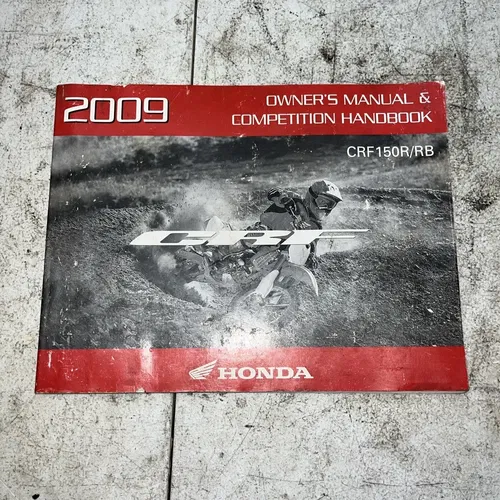 2009
OWNER'S MANUAL &
COMPETITION HANDBOOK
CRF150R/RB
CRF
HONDA